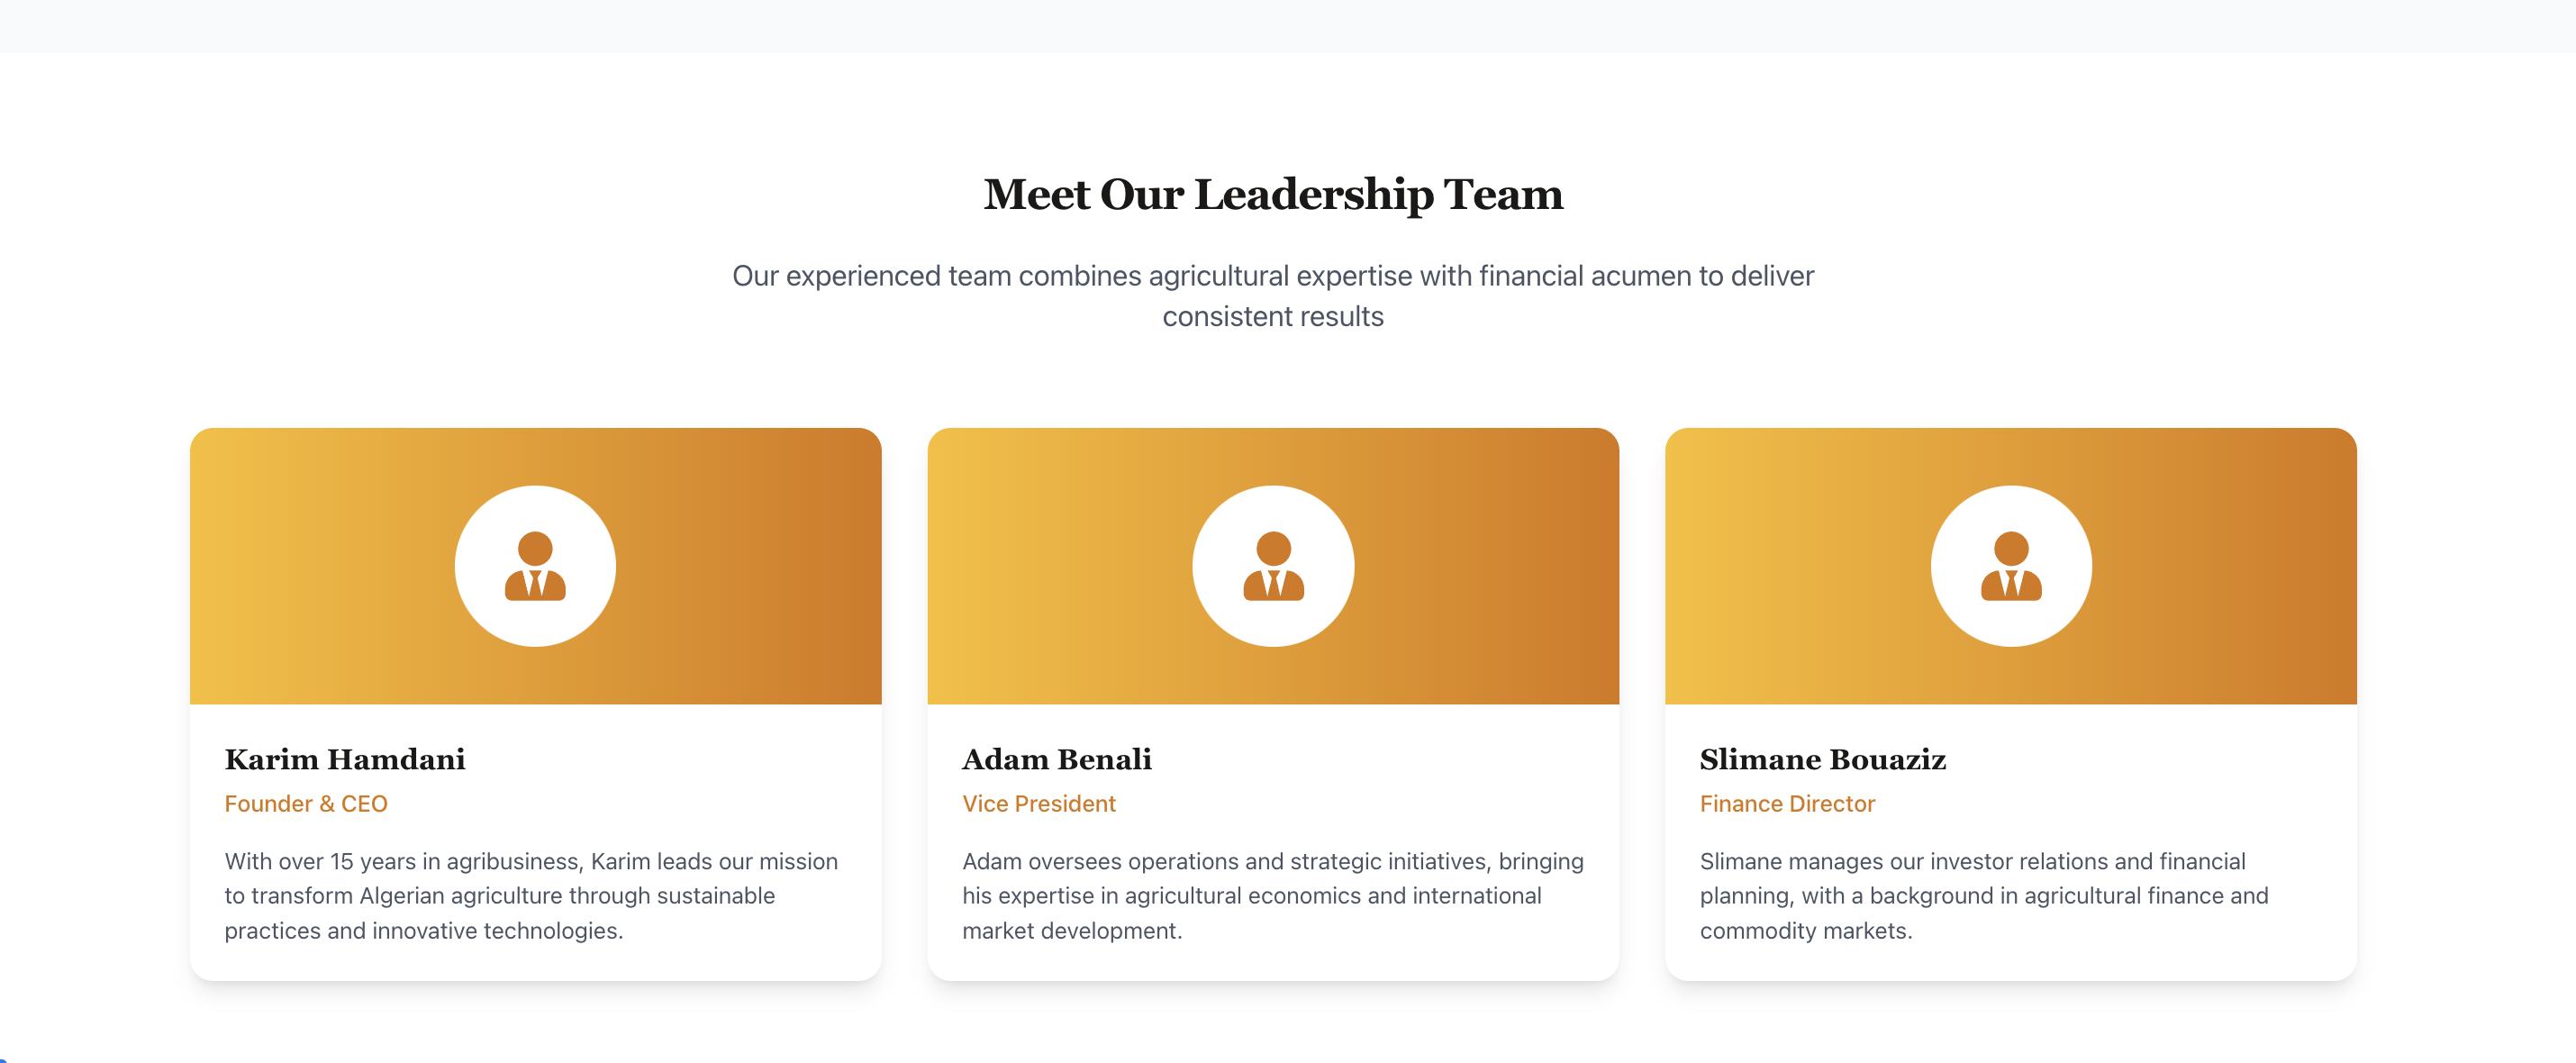 Meet Our Leadership Team
Our experienced team combines agricultural expertise with financial acumen to deliver
consistent results
Karim Hamdani
Founder & CEO
With over 15 years in agribusiness, Karim leads our mission
to transform Algerian agriculture through sustainable
practices and innovative technologies.
Adam Benali
Vice President
Adam oversees operations and strategic initiatives, bringing
his expertise in agricultural economics and international
market development.
Slimane Bouaziz
Finance Director
Slimane manages our investor relations and financial
planning, with a background in agricultural finance and
commodity markets.